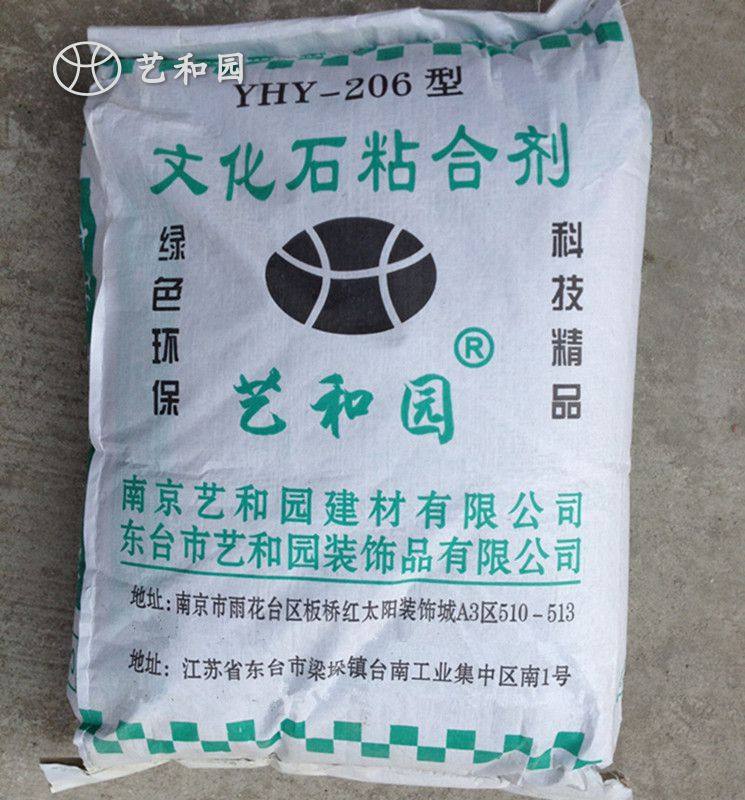 艺和园
YHY-206型
文化石粘合剂
绿色环保
科技精品
®
艺和园
南京艺和园建材有限公司
东台市艺和园装饰品有限公司
地址:南京市雨花台区板桥红太阳装饰城A3区510-513
地址:江苏省东台市梁垛镇台南工业集中区南1号